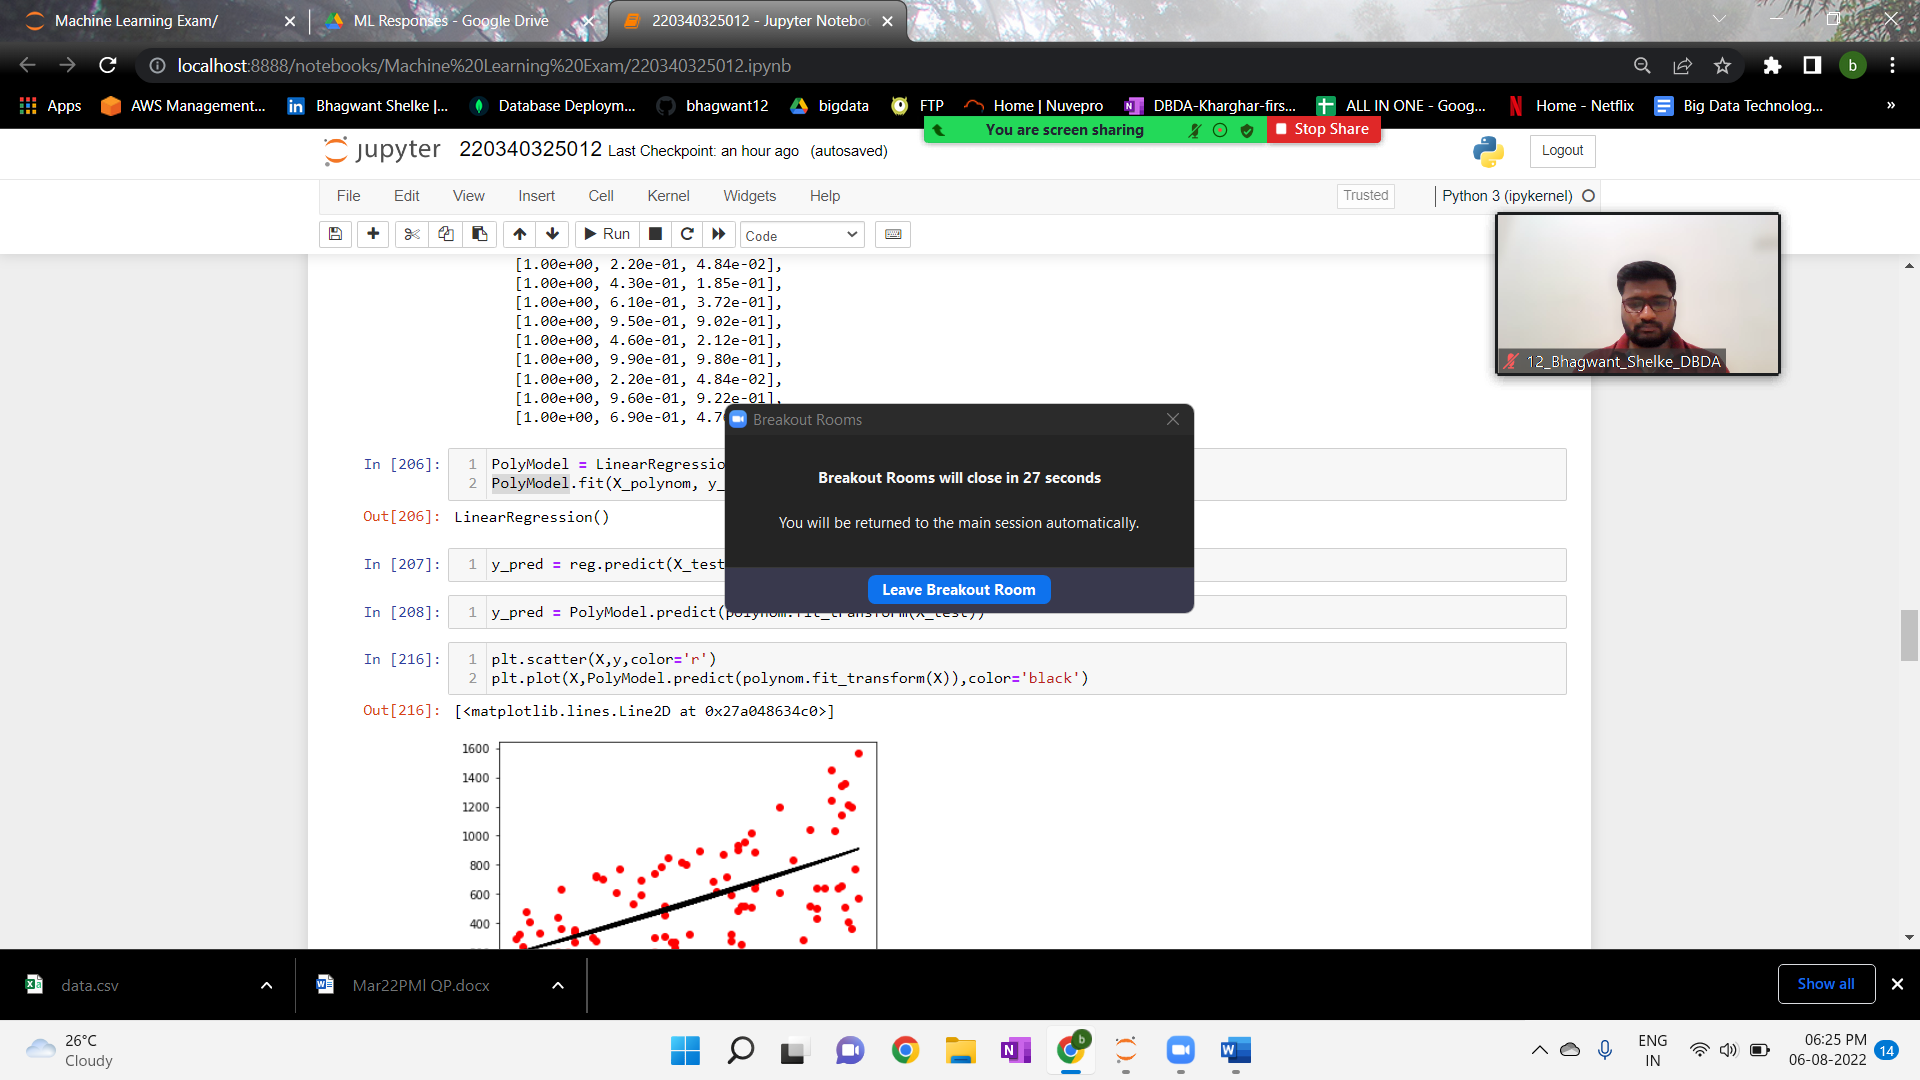 Machine Learning Exam/
ML Responses - Google Drive
220340325012 - Jupyter Notebo
localhost:8888/notebooks/Machine%20Learning%20Exam/220340325012.ipynb
b
Apps
AWS Management...
Bhagwant Shelke |...
Database Deploym...
bhagwant12
bigdata
FTP
Home | Nuvepro
DBDA-Kharghar-firs...
ALL IN ONE - Goog...
Home - Netflix
Big Data Technolog...
»
You are screen sharing
Stop Share
jupyter 220340325012 Last Checkpoint: an hour ago (autosaved)
Logout
File Edit View Insert Cell Kernel Widgets Help
Trusted
Python 3 (ipykernel)
Run
Code
[1.00e+00, 2.20e-01, 4.84e-02],
[1.00e+00, 4.30e-01, 1.85e-01],
[1.00e+00, 6.10e-01, 3.72e-01],
[1.00e+00, 9.50e-01, 9.02e-01],
[1.00e+00, 4.60e-01, 2.12e-01],
[1.00e+00, 9.90e-01, 9.80e-01],
[1.00e+00, 2.20e-01, 4.84e-02],
[1.00e+00, 9.60e-01, 9.22e-01],
[1.00e+00, 6.90e-01, 4.7
12_Bhagwant_Shelke_DBDA
Breakout Rooms
Breakout Rooms will close in 27 seconds
You will be returned to the main session automatically.
Leave Breakout Room
In [206]:
1 PolyModel = LinearRegressio
2 PolyModel.fit(X_polynom, y_
Out[206]: LinearRegression()
In [207]:
1 y_pred = reg.predict(X_test
In [208]:
1 y_pred = PolyModel.predict(polynom.fit_transform(X_test))
In [216]:
1 plt.scatter(X,y,color='r')
2 plt.plot(X,PolyModel.predict(polynom.fit_transform(X)),color='black')
Out[216]: [<matplotlib.lines.Line2D at 0x27a048634c0>]
1600
1400
1200
1000
800
600
400
data.csv
Mar22PMl QP.docx
Show all
26°C
Cloudy
b
ENG
IN
06:25 PM
06-08-2022
14